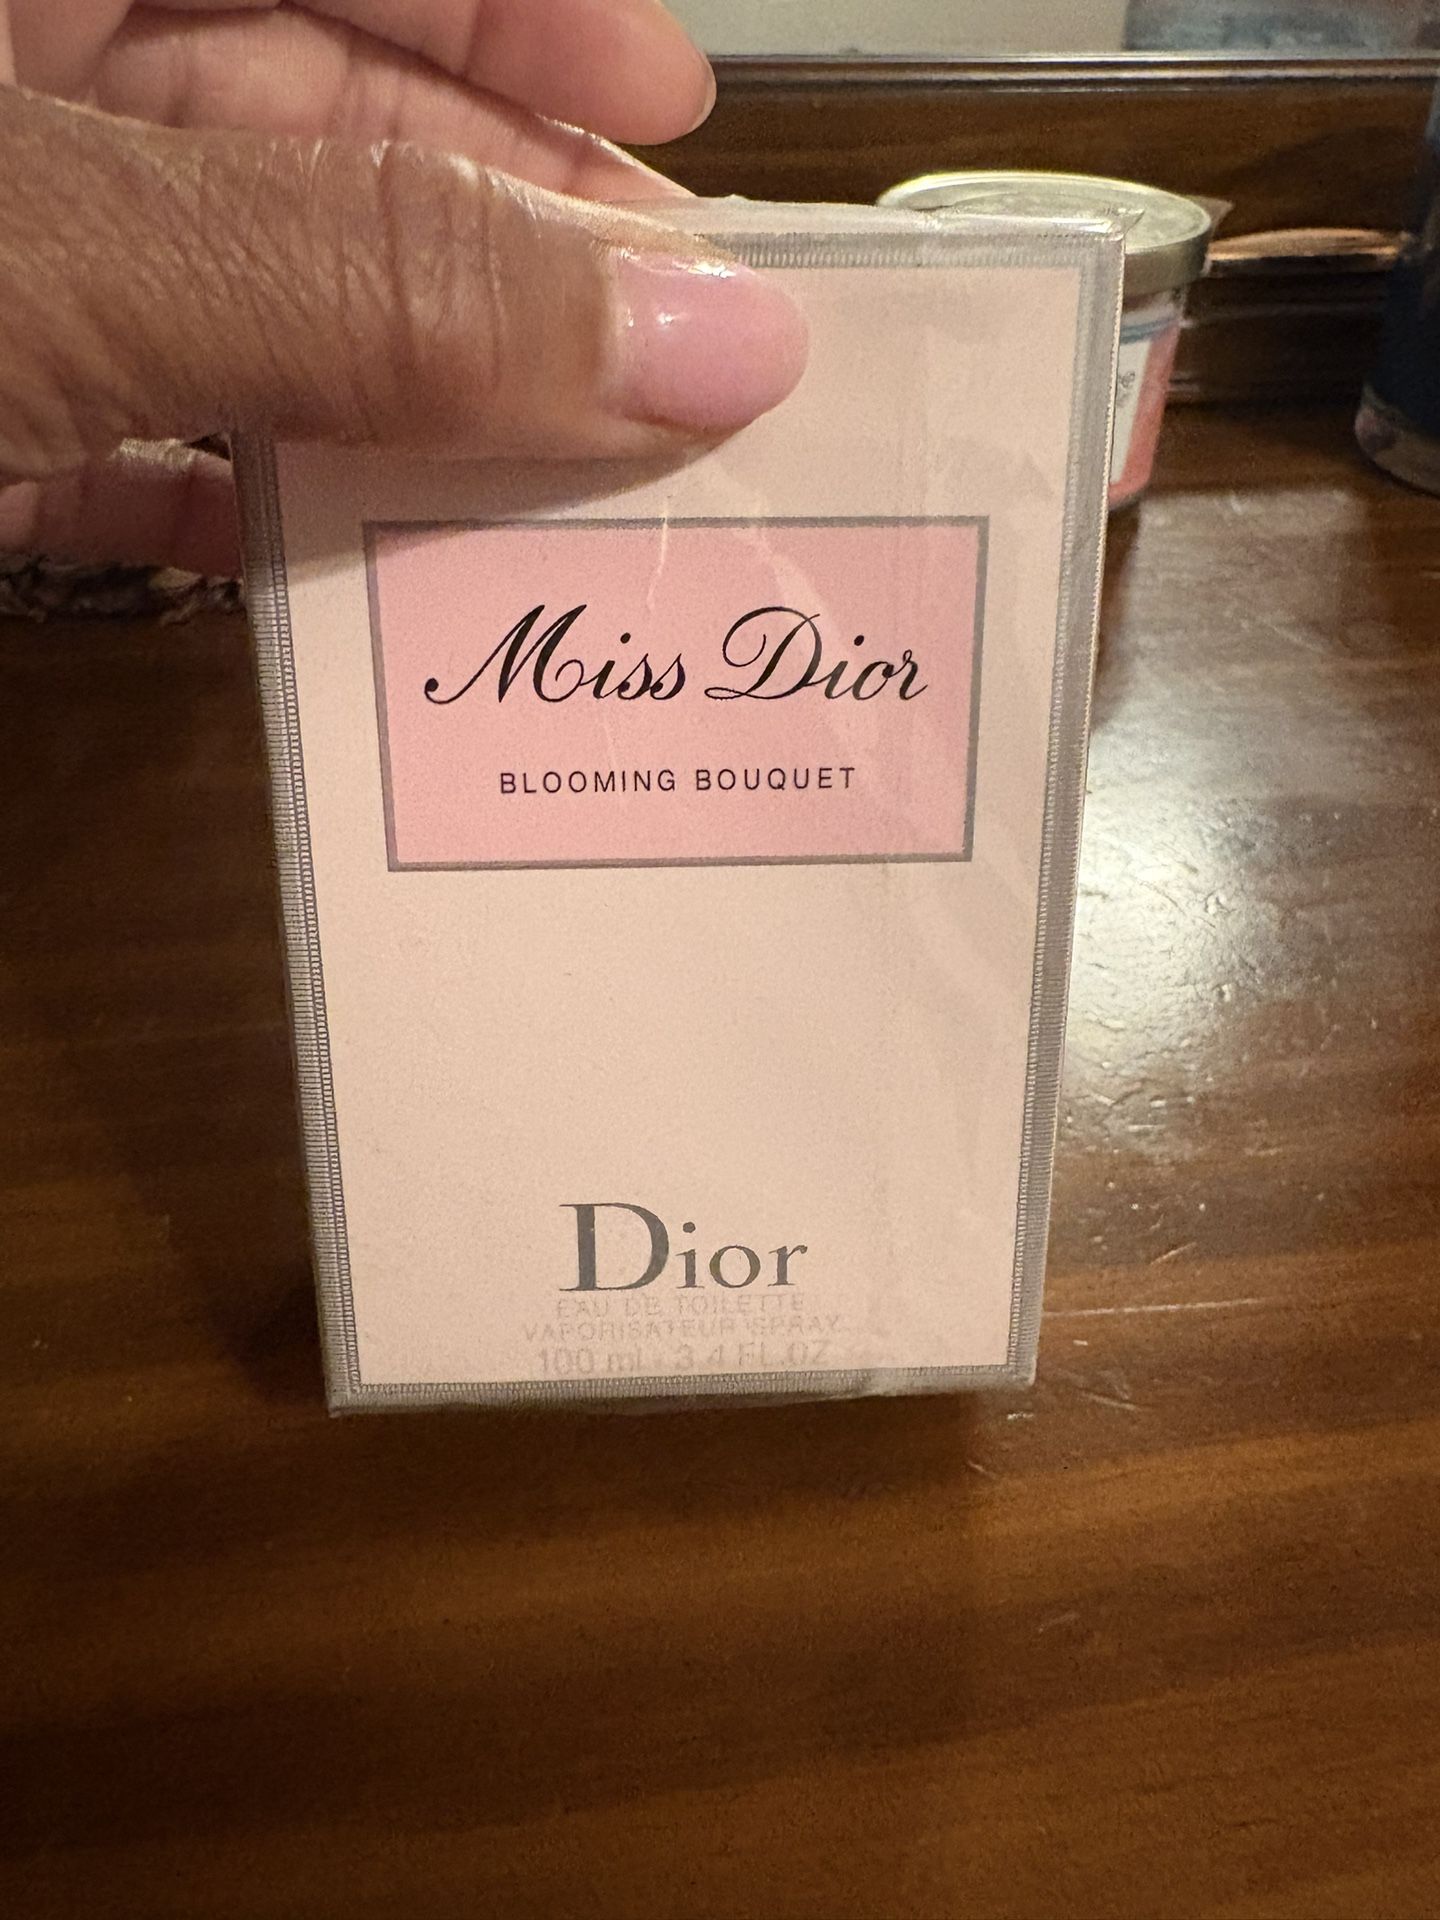 Miss Dior
BLOOMING BOUQUET
Dior
EAU DE TOILETTE
VAPORISATEUR SPRAY
100 ml - 3.4 FL.OZ